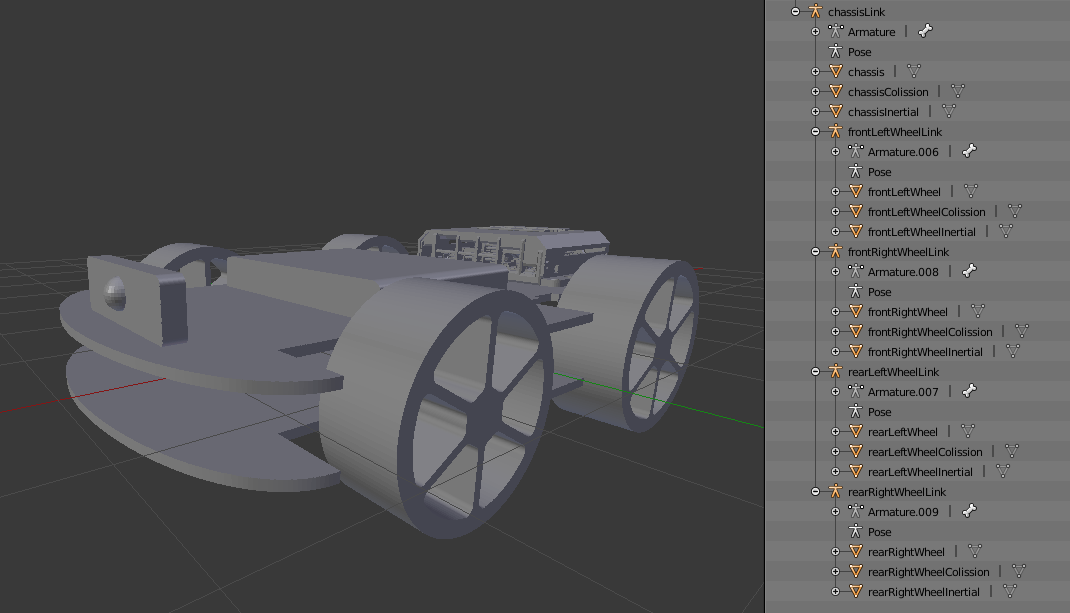 chassisLink
Armature
Pose
chassis
chassisColission
chassisInertial
frontLeftWheelLink
Armature.006
Pose
frontLeftWheel
frontLeftWheelColission
frontLeftWheelInertial
frontRightWheelLink
Armature.008
Pose
frontRightWheel
frontRightWheelColission
frontRightWheelInertial
rearLeftWheelLink
Armature.007
Pose
rearLeftWheel
rearLeftWheelColission
rearLeftWheelInertial
rearRightWheelLink
Armature.009
Pose
rearRightWheel
rearRightWheelColission
rearRightWheelInertial